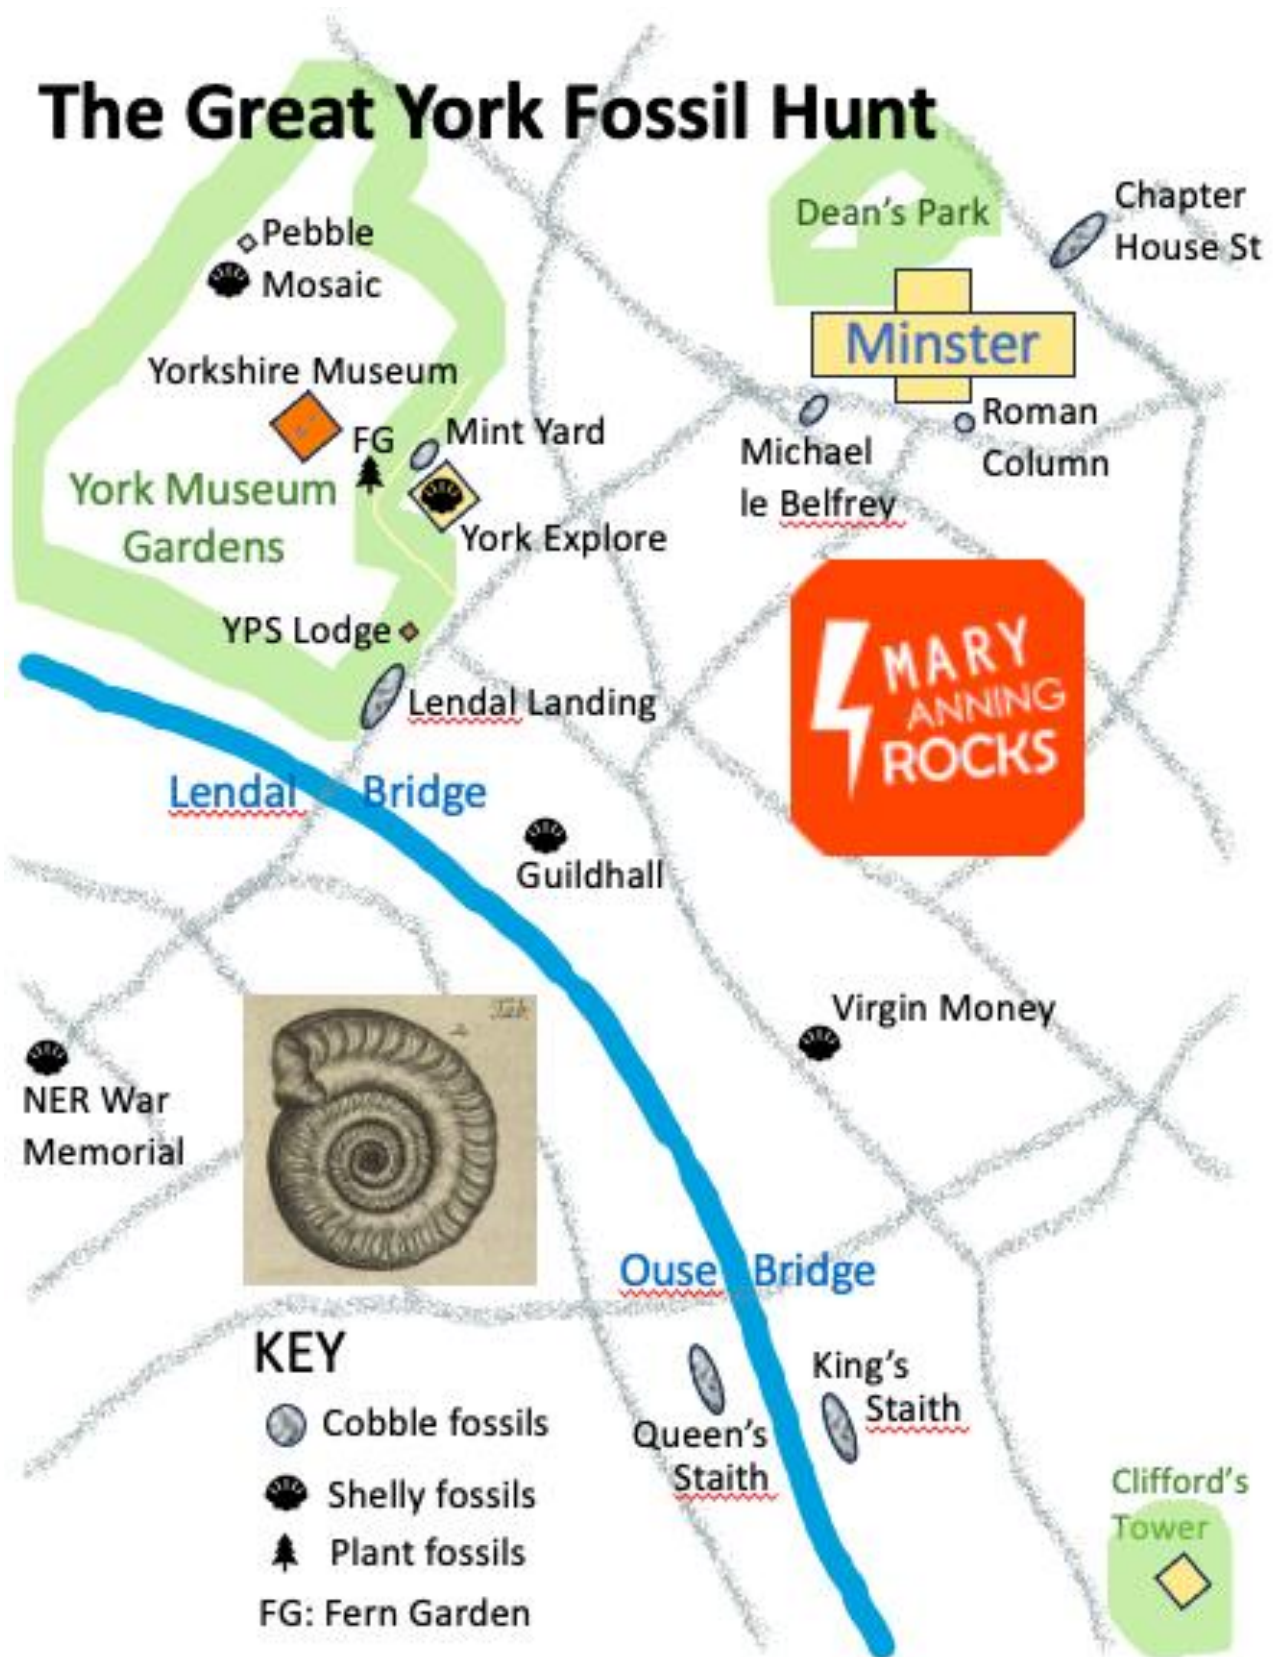 The Great York Fossil Hunt
Dean's Park
Chapter
House St
Pebble
Mosaic
Minster
Yorkshire Museum
Roman
Column
FG
Mint Yard
Michael
le Belfrey
York Museum
Gardens
York Explore
YPS Lodge
MARY
ANNING
ROCKS
Lendal Landing
Lendal Bridge
Guildhall
Virgin Money
NER War
Memorial
Ouse Bridge
KEY
Cobble fossils
Shelly fossils
Plant fossils
FG: Fern Garden
Queen's
Staith
King's
Staith
Clifford's
Tower